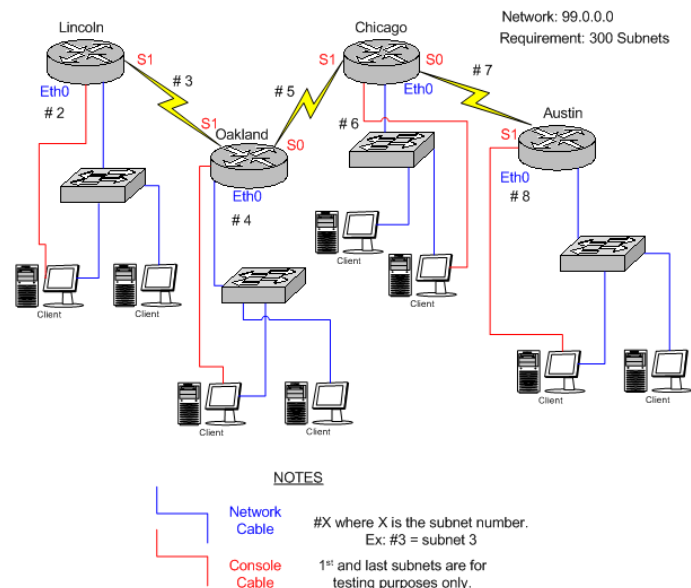 Network: 99.0.0.0
Requirement: 300 Subnets
Lincoln
S1
Eth0
# 2
# 3
Chicago
S1
S0
Eth0
# 5
# 6
# 7
S1
Oakland
S0
Eth0
# 4
Austin
S1
Eth0
# 8
Client
Client
Client
Client
Client
Client
Client
Client
NOTES
Network
Cable
#X where X is the subnet number.
Ex: #3 = subnet 3
Console
Cable
1st and last subnets are for
testing purposes only.